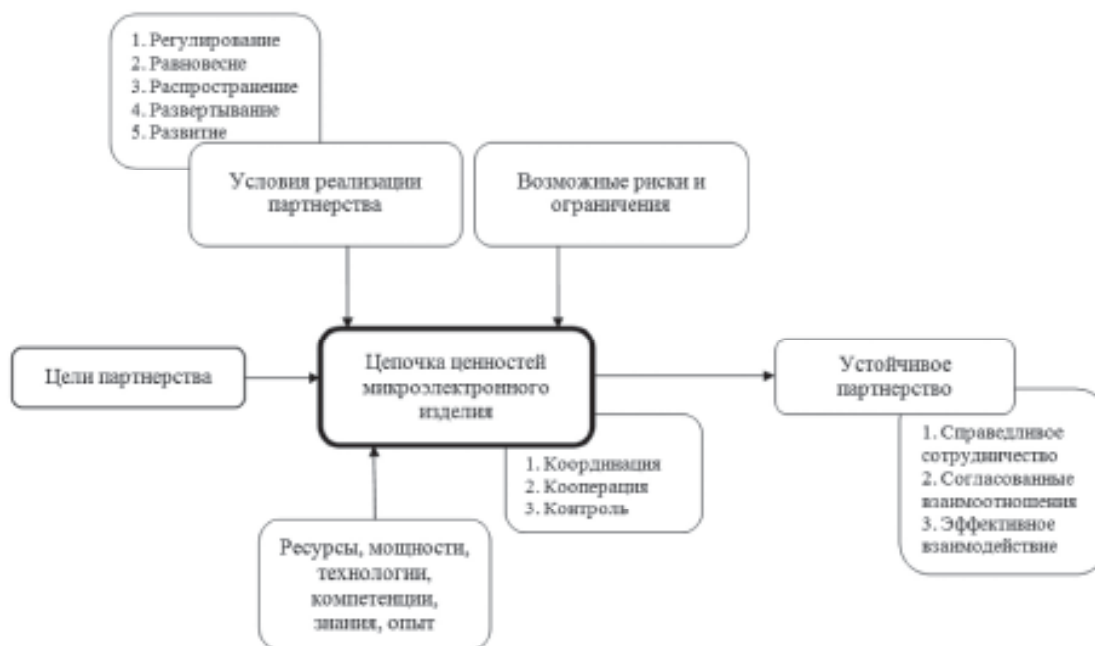 1. Регулирование
2. Равновесие
3. Распространение
4. Развертывание
5. Развитие
Условия реализации
партнерства
Возможные риски и
ограничения
Цели партнерства
Цепочка ценностей
микроэлектронного
изделия
1. Координация
2. Кооперация
3. Контроль
Ресурсы, мощности,
технологии,
компетенции,
знания, опыт
Устойчивое
партнерство
1. Справедливое
сотрудничество
2. Согласованные
взаимоотношения
3. Эффективное
взаимодействие